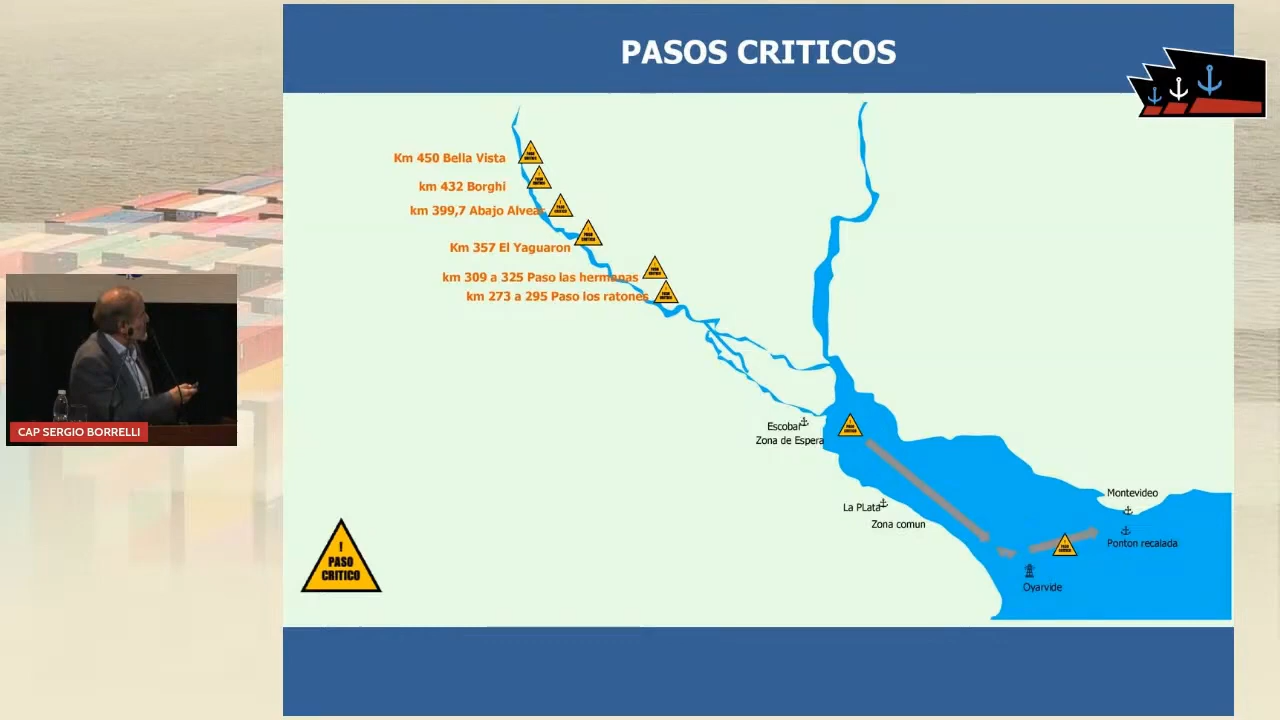 PASOS CRITICOS
Km 450 Bella Vista
km 432 Borghi
km 399,7 Abajo Alvear
Km 357 El Yaguaron
km 309 a 325 Paso las hermanas
km 273 a 295 Paso los ratones
Escobar
Zona de Espera
La PLata
Zona comun
Montevideo
Ponton recalada
Oyarvide
!
PASO
CRITICO
CAP SERGIO BORRELLI